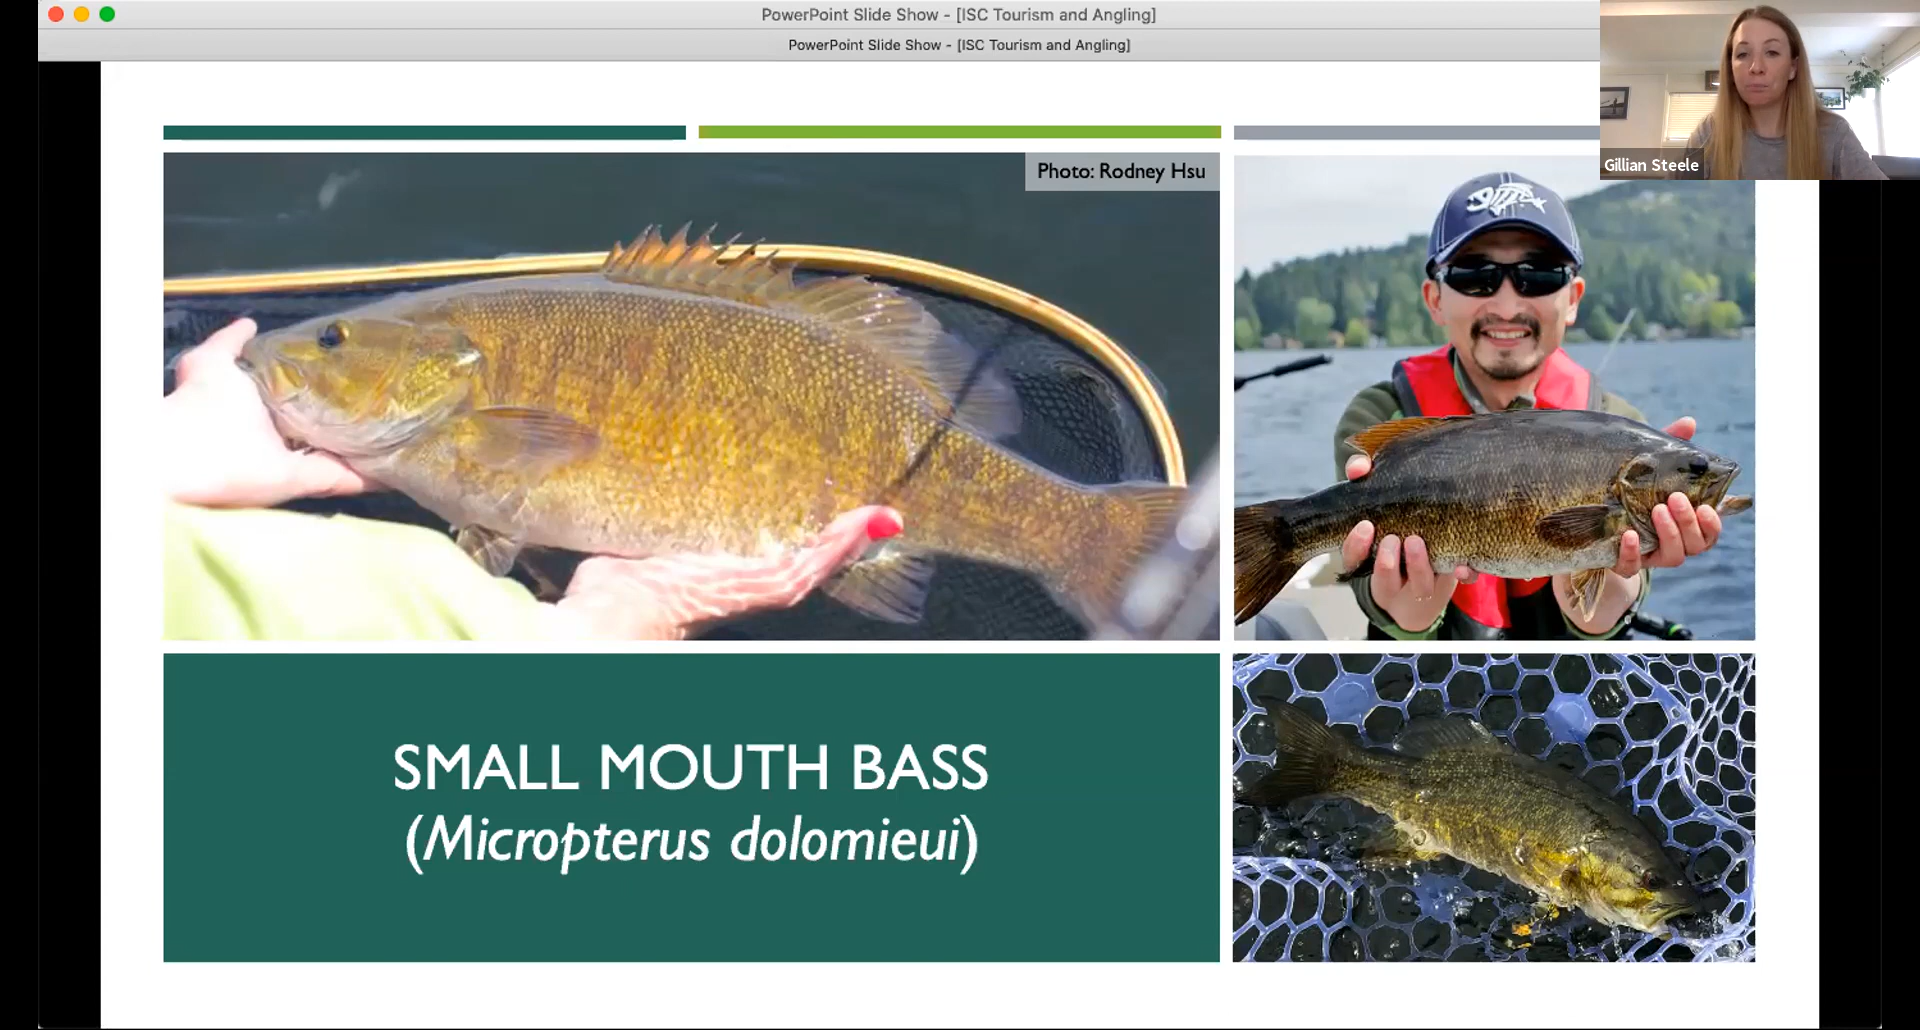 PowerPoint Slide Show - [ISC Tourism and Angling]
PowerPoint Slide Show - [ISC Tourism and Angling]
Gillian Steele
Photo: Rodney Hsu
SMALL MOUTH BASS
(Micropterus dolomieui)